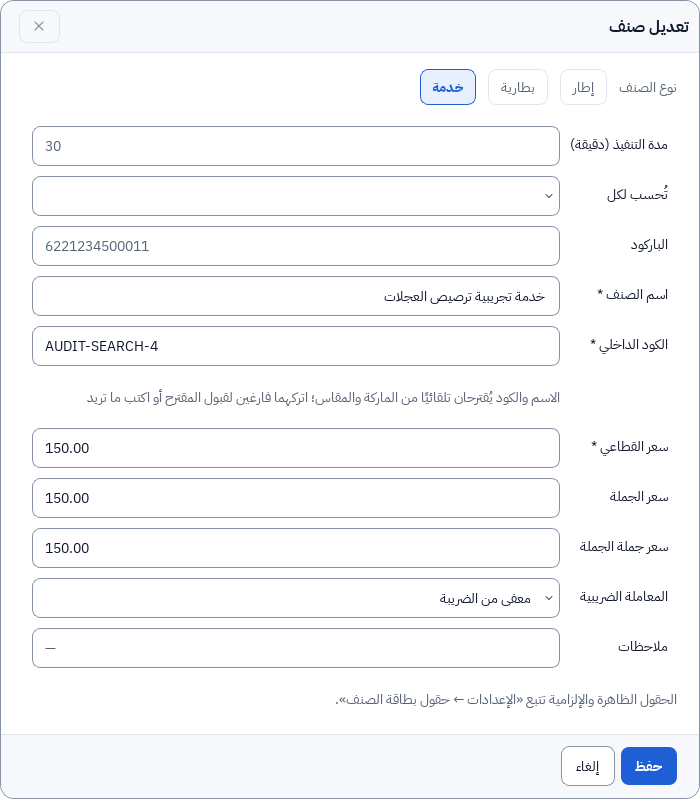 تعديل صنف
×
نوع الصنف إطار بطارية خدمة
مدة التنفيذ (دقيقة) 30
تُحسب لكل
الباركود 6221234500011
اسم الصنف * خدمة تجريبية ترصيص العجلات
الكود الداخلي * AUDIT-SEARCH-4
الاسم والكود يُقترحان تلقائيًا من الماركة والمقاس؛ اتركهما فارغين لقبول المقترح أو اكتب ما تريد
سعر القطاعي * 150.00
سعر الجملة 150.00
سعر جملة الجملة 150.00
المعاملة الضريبية معفى من الضريبة
ملاحظات —
الحقول الظاهرة والإلزامية تتبع «الإعدادات ← حقول بطاقة الصنف».
حفظ إلغاء